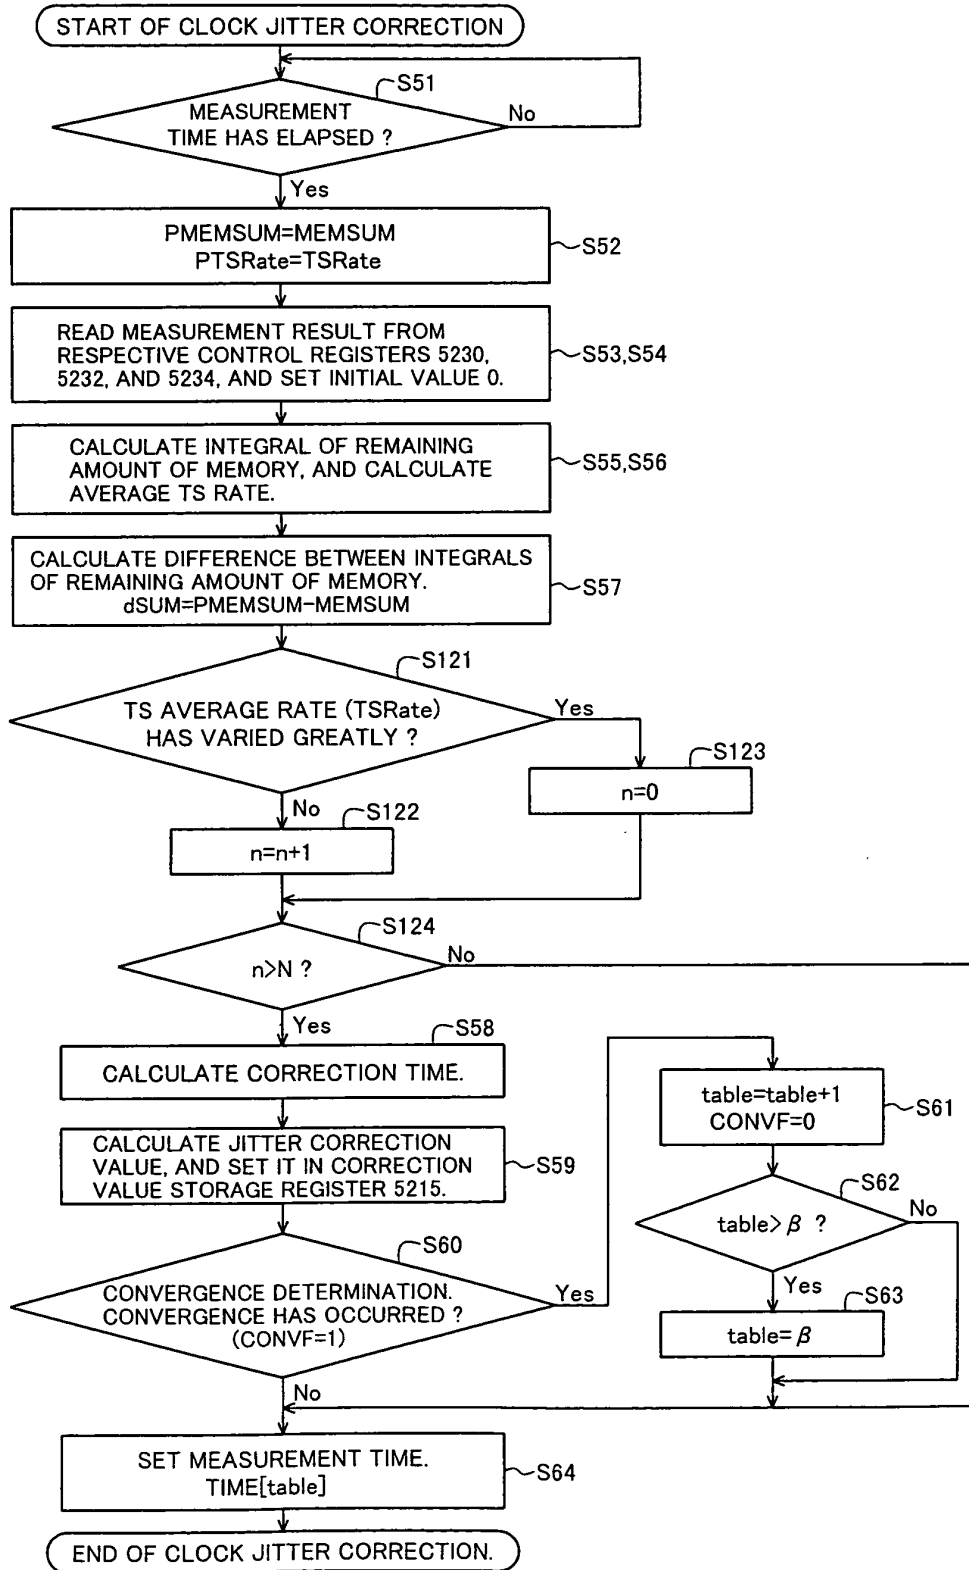 START OF CLOCK JITTER CORRECTION
S51
MEASUREMENT
TIME HAS ELAPSED ?
No
Yes
PMEMSUM=MEMSUM
PTSRate=TSRate
S52
READ MEASUREMENT RESULT FROM
RESPECTIVE CONTROL REGISTERS 5230,
5232, AND 5234, AND SET INITIAL VALUE 0.
S53,S54
CALCULATE INTEGRAL OF REMAINING
AMOUNT OF MEMORY, AND CALCULATE
AVERAGE TS RATE.
S55,S56
CALCULATE DIFFERENCE BETWEEN INTEGRALS
OF REMAINING AMOUNT OF MEMORY.
dSUM=PMEMSUM-MEMSUM
S57
S121
TS AVERAGE RATE (TSRate)
HAS VARIED GREATLY ?
Yes
S123
n=0
No
S122
n=n+1
S124
n>N ?
No
Yes
S58
CALCULATE CORRECTION TIME.
CALCULATE JITTER CORRECTION
VALUE, AND SET IT IN CORRECTION
VALUE STORAGE REGISTER 5215.
S59
S60
CONVERGENCE DETERMINATION.
CONVERGENCE HAS OCCURRED ?
(CONVF=1)
Yes
No
table=table+1
CONVF=0
S61
S62
table>β ?
No
Yes
S63
table=β
SET MEASUREMENT TIME.
TIME[table]
S64
END OF CLOCK JITTER CORRECTION.